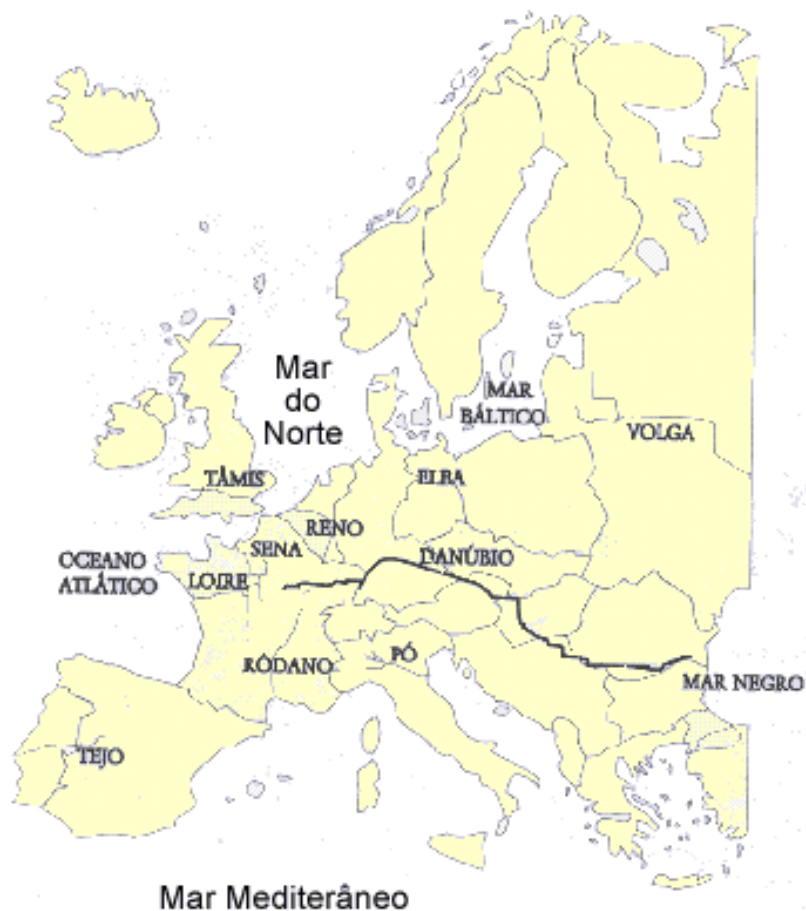 Mar
do
Norte
MAR
BÁLTICO
VOLGA
TÂMIS
ELBA
RENO
SENA
DANÚBIO
OCEANO
ATLÁTICO
LOIRE
RÓDANO
PÓ
MAR NEGRO
TEJO
Mar Mediterâneo